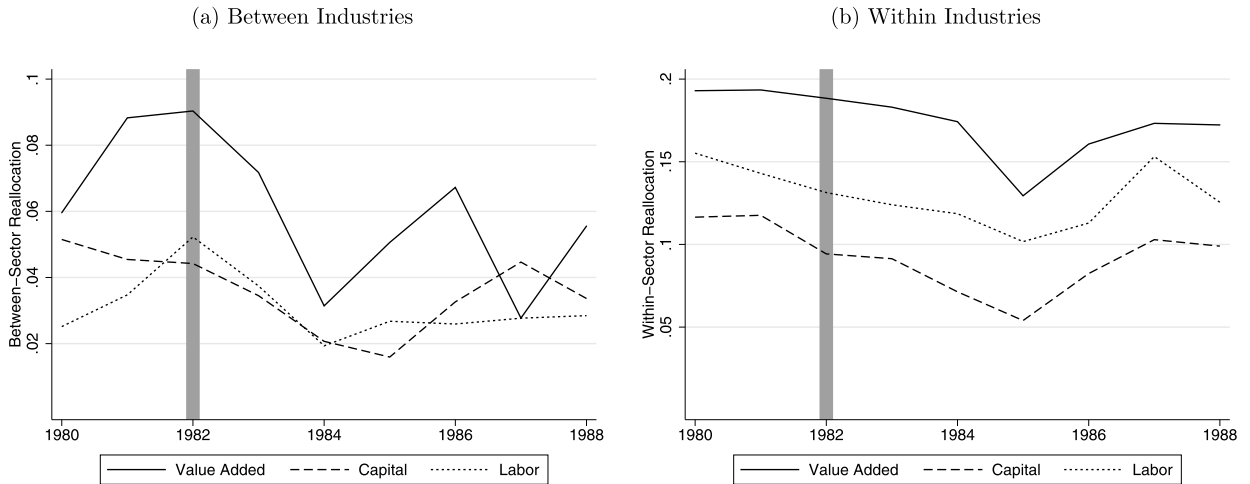 (a) Between Industries
Between−Sector Reallocation
.1
.08
.06
.04
.02
1980 1982 1984 1986 1988
Value Added Capital Labor
(b) Within Industries
Within−Sector Reallocation
.2
.15
.1
.05
1980 1982 1984 1986 1988
Value Added Capital Labor